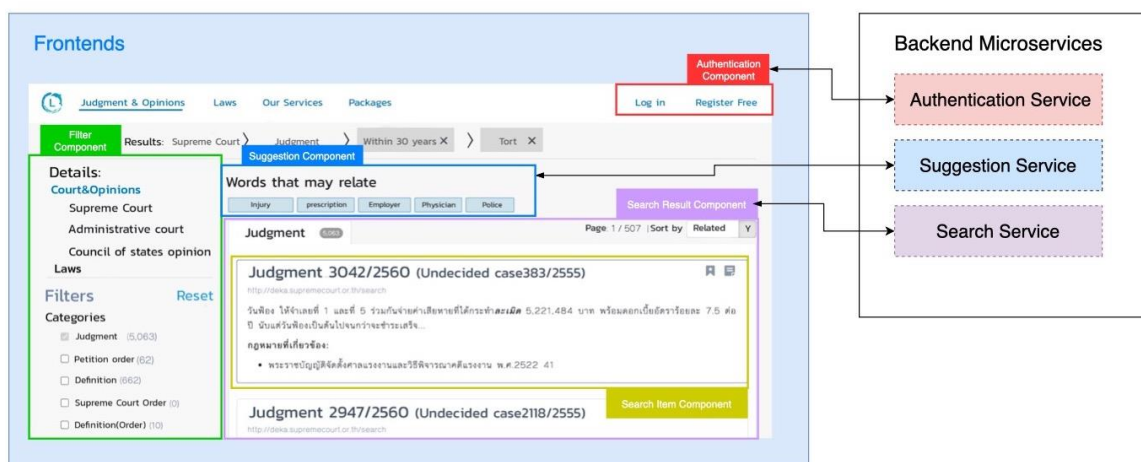 Frontends
Backend Microservices
Authentication Component
Authentication Service
Suggestion Service
Search Service
L
Judgment & Opinions Laws Our Services Packages Log in Register Free
Filter Component
Results: Supreme Court Judgment Within 30 years X Tort X
Suggestion Component
Details:
Court&Opinions
Supreme Court
Administrative court
Council of states opinion
Laws
Filters Reset
Categories
Judgment (5,063)
Petition order (62)
Definition (662)
Supreme Court Order (0)
Definition(Order) (10)
Words that may relate
Injury prescription Employer Physician Police
Search Result Component
Judgment 5,063
Page 1 / 507 | Sort by Related Y
Judgment 3042/2560 (Undecided case383/2555)
http://deka.supremecourt.or.th/search
วันฟ้อง ให้จำเลยที่ 1 และที่ 5 ร่วมกันจ่ายค่าเสียหายที่ได้กระทำละเมิด 5,221,484 บาท พร้อมดอกเบี้ยอัตราร้อยละ 7.5 ต่อ
ปี นับแต่วันฟ้องเป็นต้นไปจนกว่าจะชำระเสร็จ...
กฎหมายที่เกี่ยวข้อง:
• พระราชบัญญัติจัดตั้งศาลแรงงานและวิธีพิจารณาคดีแรงงาน พ.ศ.2522 41
Search Item Component
Judgment 2947/2560 (Undecided case2118/2555)
http://deka.supremecourt.or.th/search